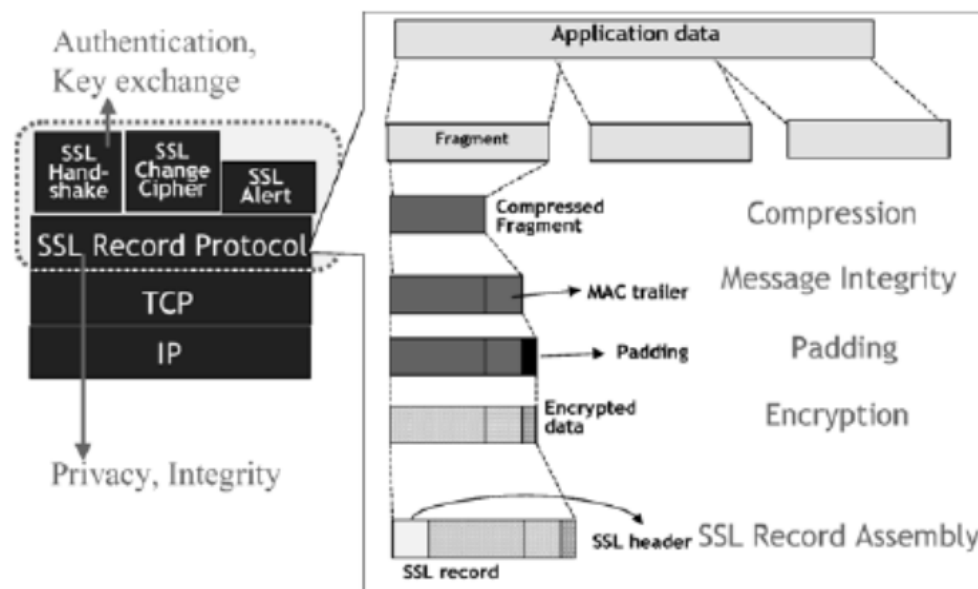 Authentication,
Key exchange
SSL
Hand-
shake
SSL
Change
Cipher
SSL
Alert
SSL Record Protocol
TCP
IP
Privacy, Integrity
Application data
Fragment
Compressed
Fragment
Compression
MAC trailer
Message Integrity
Padding
Padding
Encrypted
data
Encryption
SSL header
SSL Record Assembly
SSL record